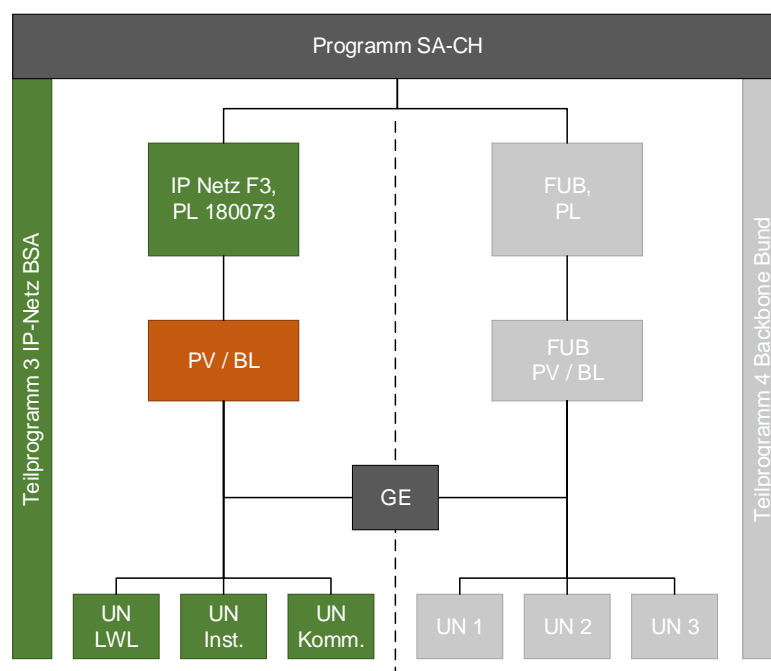 Programm SA-CH
Teilprogramm 3 IP-Netz BSA
IP Netz F3,
PL 180073
FUB,
PL
PV / BL
FUB
PV / BL
GE
UN
LWL
UN
Inst.
UN
Komm.
UN 1
UN 2
UN 3
Teilprogramm 4 Backbone Bund